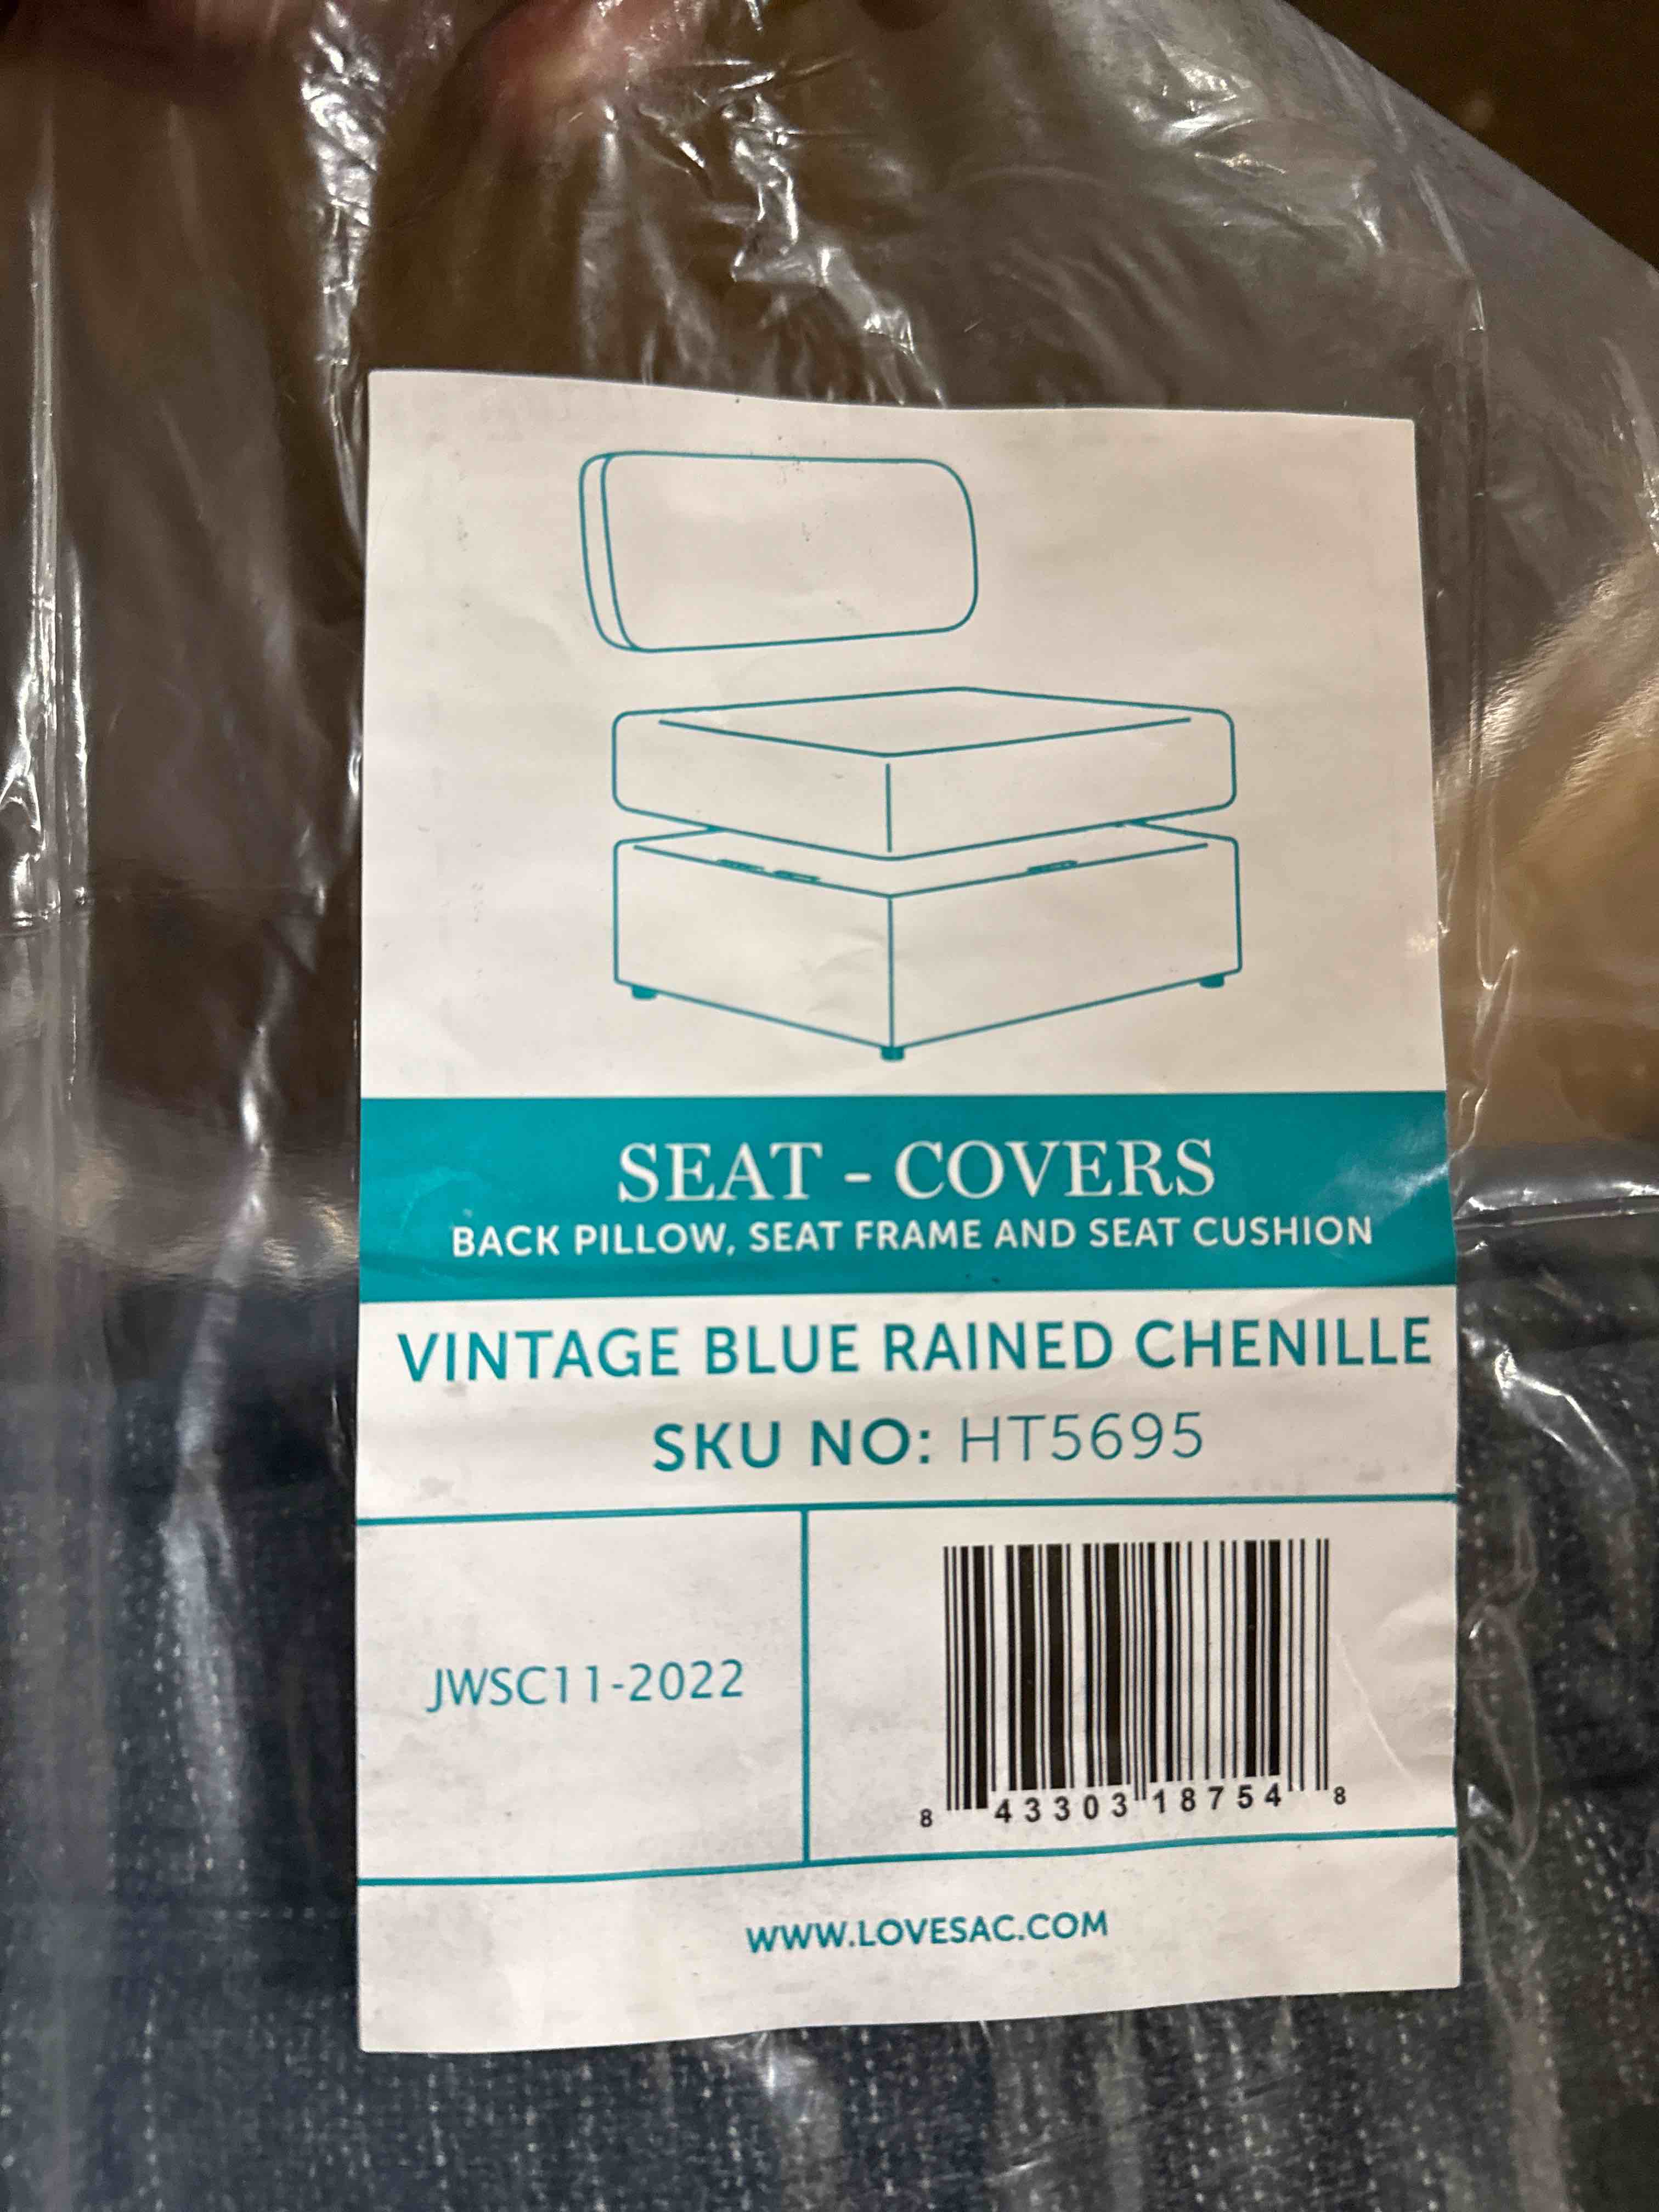 SEAT - COVERS
BACK PILLOW, SEAT FRAME AND SEAT CUSHION
VINTAGE BLUE RAINED CHENILLE
SKU NO: HT5695
JWSC11-2022
8 43303 18754 8
WWW.LOVESAC.COM